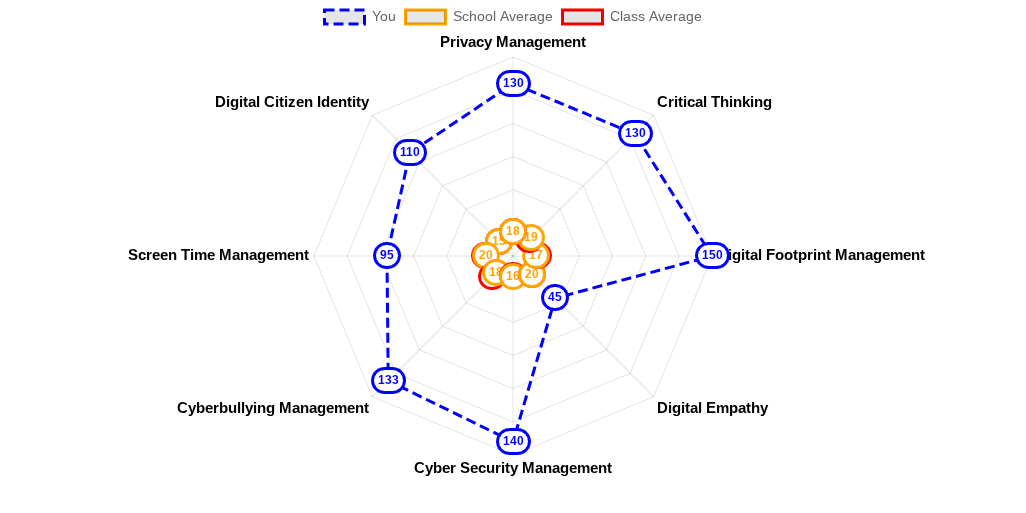 You School Average Class Average
Privacy Management
Digital Citizen Identity Critical Thinking
130
130
110
18
19
Screen Time Management 95 20 17 150 igital Footprint Management
18 16 20
45
133
Cyberbullying Management Digital Empathy
140
Cyber Security Management